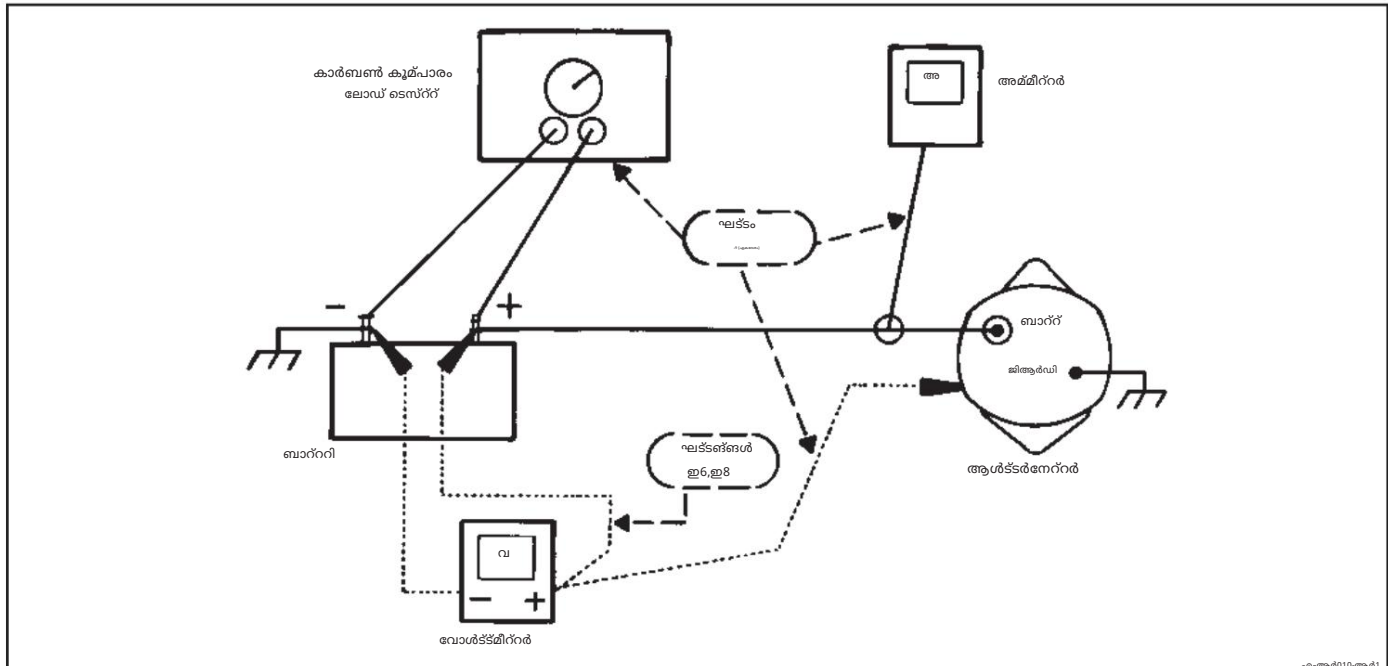 കാർബൺ കൂമ്പാരം
ലോഡ് ടെസ്റ്റ്
അ
അമ്മീറ്റർ
ഘട്ടം
−
+
ബാറ്റ്
ജിആർഡി
ബാറ്ററി
ഘട്ടങ്ങൾ
ഇ6,ഇ8
ആൾട്ടർനേറ്റർ
വ
− +
വോൾട്ട്മീറ്റർ